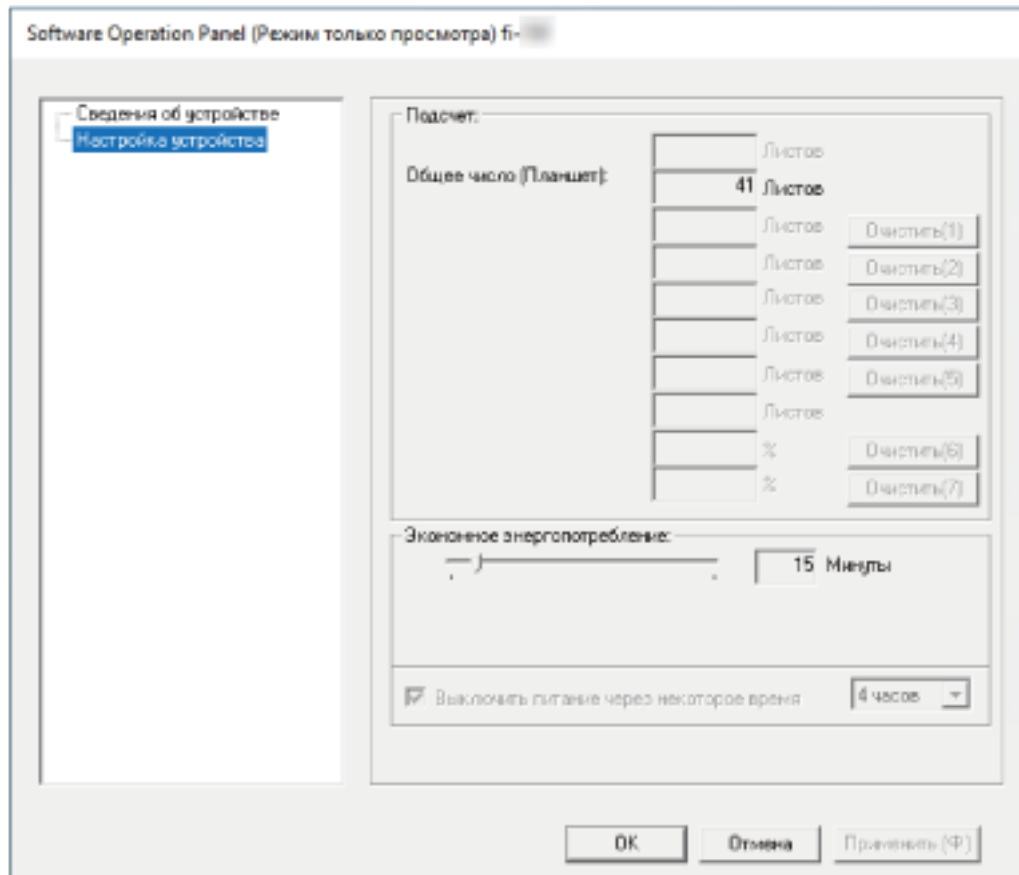 Software Operation Panel (Режим только просмотра) fi-
Сведения об устройстве
Настройка устройства
Подсчет:
Листов
Общее число (Планшет): 41 Листов
Листов Очистить(1)
Листов Очистить(2)
Листов Очистить(3)
Листов Очистить(4)
Листов Очистить(5)
Листов
% Очистить(6)
% Очистить(7)
Экономное энергопотребление:
15 Минуты
Выключить питание через некоторое время 4 часов
OK Отмена Применить (Ф)